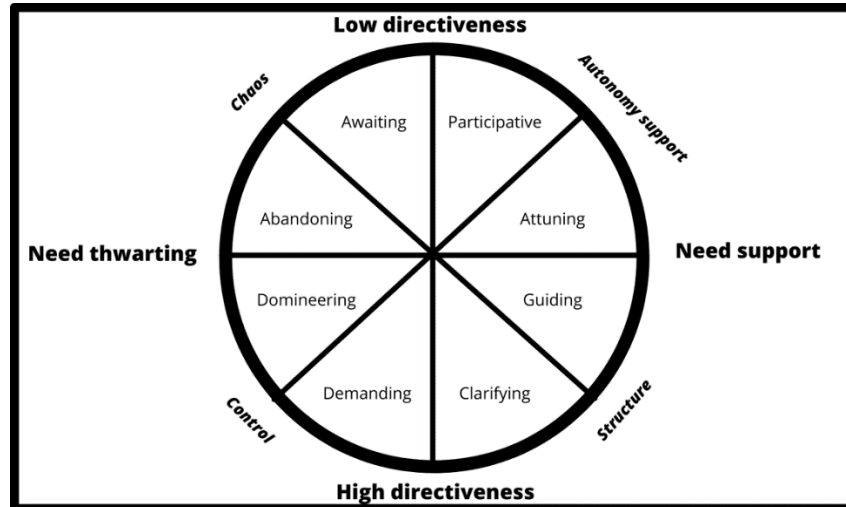 Low directiveness
Chaos
Autonomy support
Awaiting
Participative
Abandoning
Attuning
Need thwarting
Need support
Domineering
Guiding
Demanding
Clarifying
Control
Structure
High directiveness